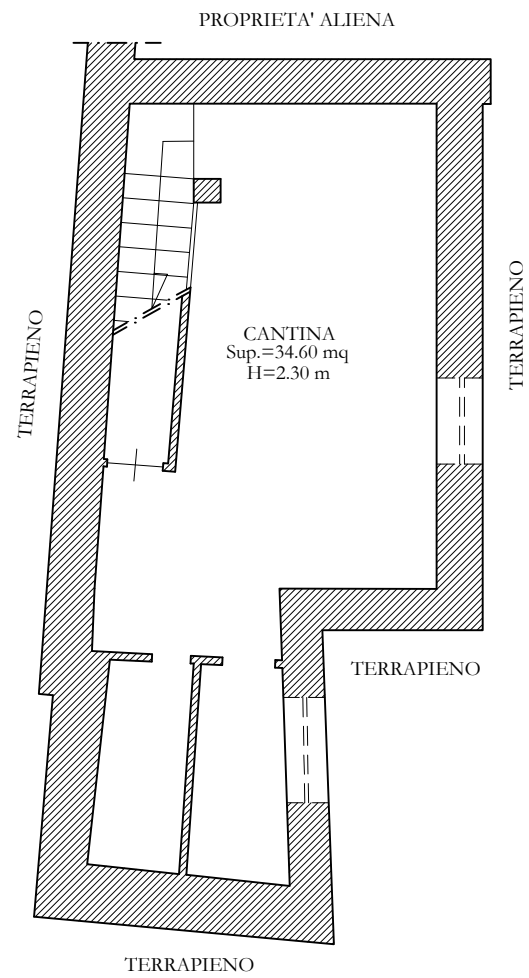 PROPRIETA' ALIENA
TERRAPIENO
TERRAPIENO
CANTINA
Sup.=34.60 mq
H=2.30 m
TERRAPIENO
TERRAPIENO